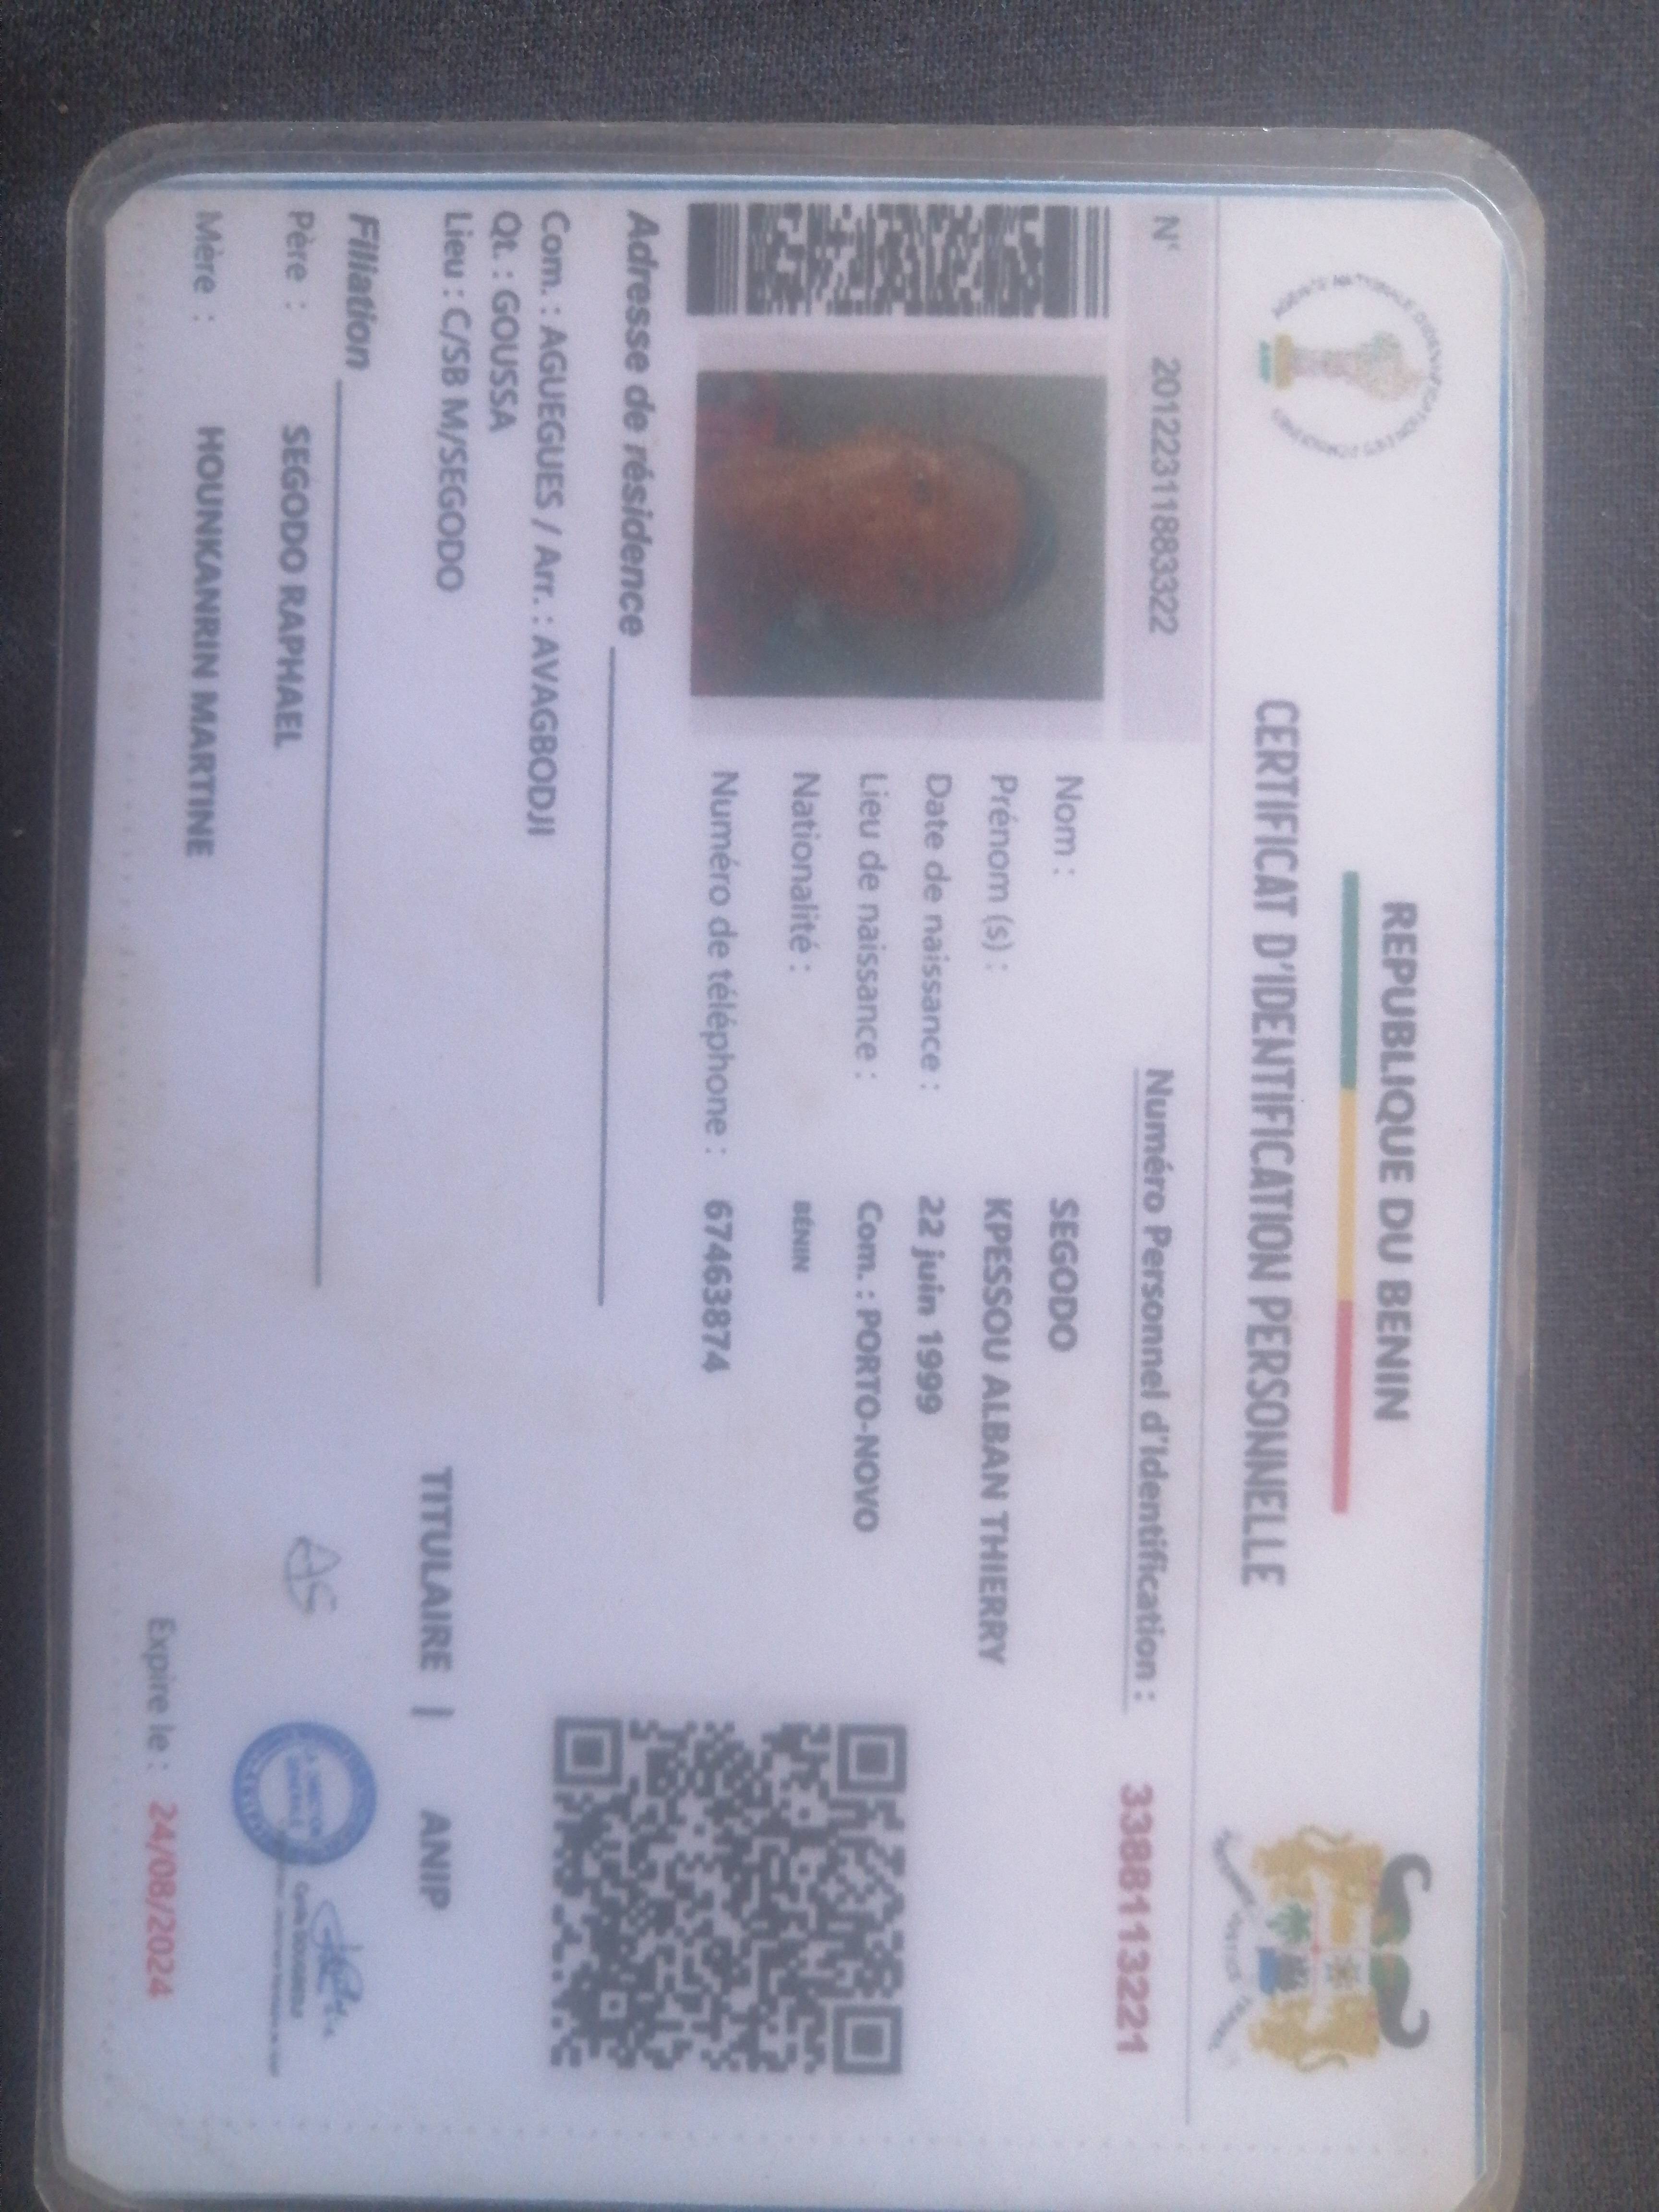 REPUBLIQUE DU BENIN
CERTIFICAT D'IDENTIFICATION PERSONNELLE
N° 20122311883322
Numéro Personnel d'Identification : 3388113221
Nom : SEGODO
Prénom (s) : KPESSOU ALBAN THIERRY
Date de naissance : 22 juin 1999
Lieu de naissance : Com. : PORTO-NOVO
Nationalité : BÉNIN
Numéro de téléphone : 67463874
Adresse de résidence
Com. : AGUEGUES / Arr. : AVAGBODJI
Qt. : GOUSSA
Lieu : C/SB M/SEGODO
Filiation
Père : SEGODO RAPHAEL
Mère : HOUNKANRIN MARTINE
TITULAIRE | ANIP
Expire le : 24/08/2024